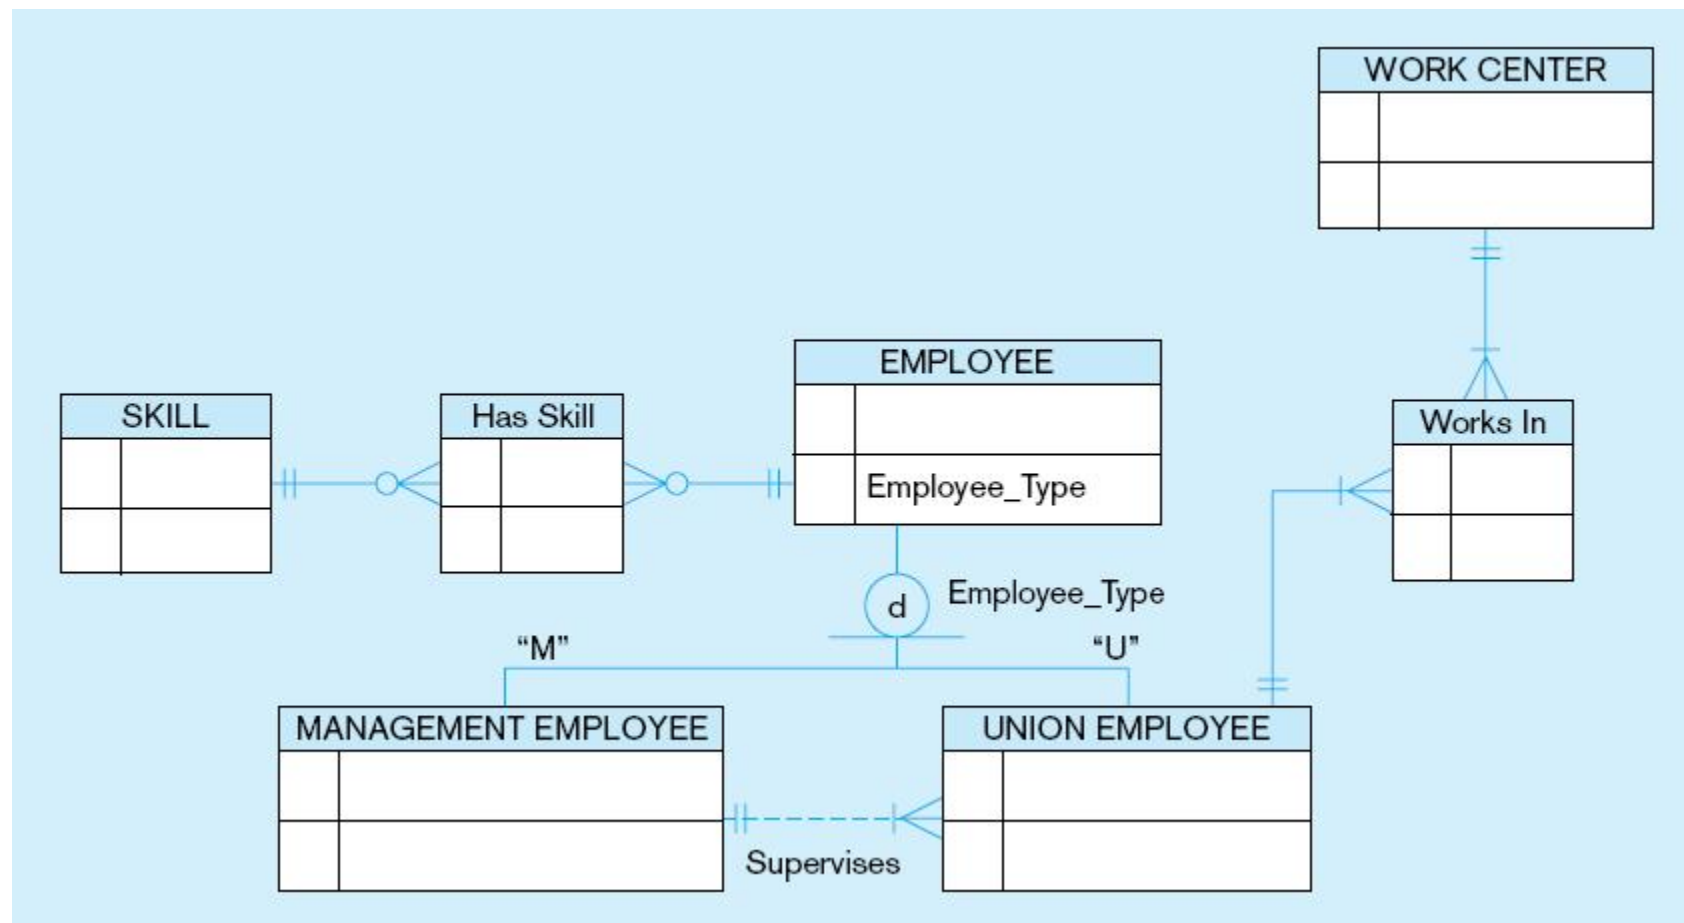 WORK CENTER
EMPLOYEE
Employee_Type
SKILL
Has Skill
Works In
d
Employee_Type
“M”
“U”
MANAGEMENT EMPLOYEE
UNION EMPLOYEE
Supervises